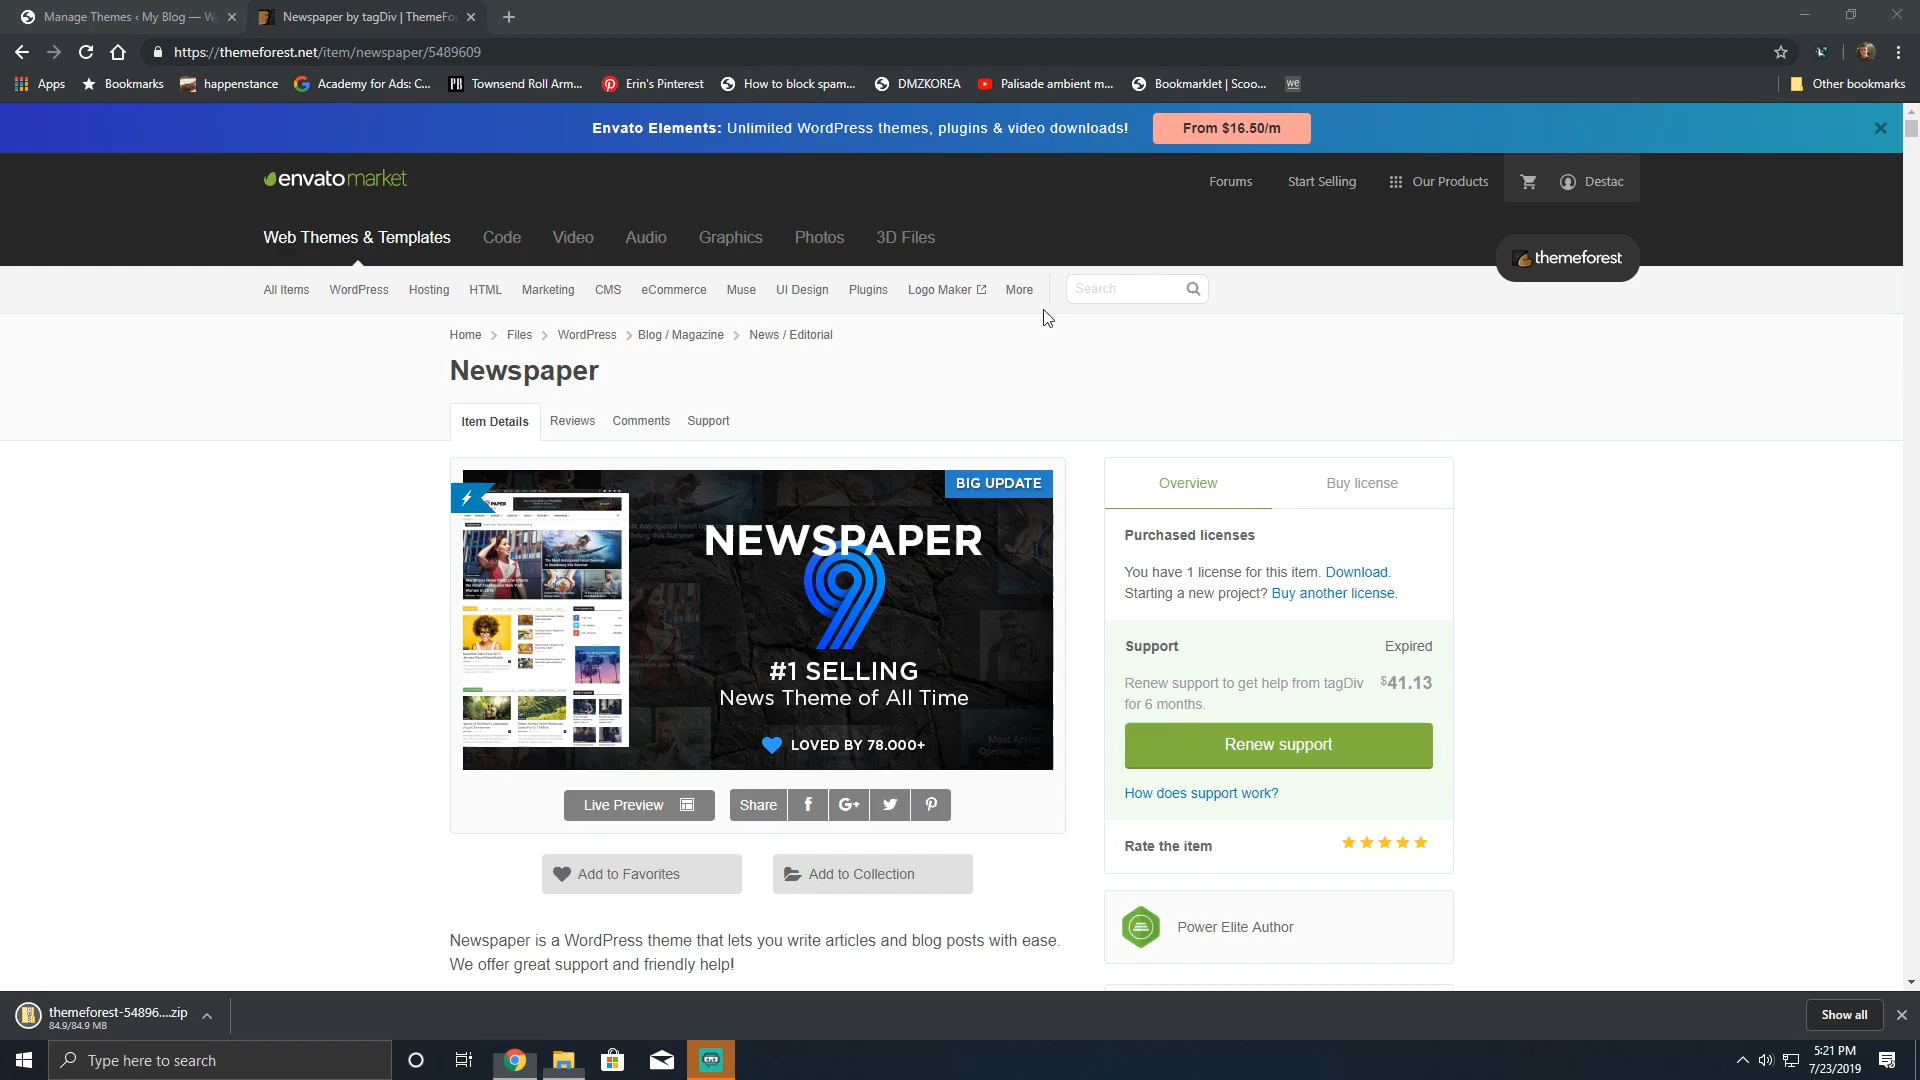 Manage Themes ‹ My Blog — W
Newspaper by tagDiv | ThemeFo
https://themeforest.net/item/newspaper/5489609
Apps
Bookmarks
happenstance
Academy for Ads: C...
Townsend Roll Arm...
Erin's Pinterest
How to block spam...
DMZKOREA
Palisade ambient m...
Bookmarklet | Scoo...
we
Other bookmarks
Envato Elements: Unlimited WordPress themes, plugins & video downloads!
From $16.50/m
envatomarket
Forums
Start Selling
Our Products
Destac
Web Themes & Templates
Code
Video
Audio
Graphics
Photos
3D Files
themeforest
All Items
WordPress
Hosting
HTML
Marketing
CMS
eCommerce
Muse
UI Design
Plugins
Logo Maker
More
Search
Home > Files > WordPress > Blog / Magazine > News / Editorial
Newspaper
Item Details
Reviews
Comments
Support
BIG UPDATE
NEWSPAPER
9
#1 SELLING
News Theme of All Time
LOVED BY 78.000+
Live Preview
Share
Add to Favorites
Add to Collection
Newspaper is a WordPress theme that lets you write articles and blog posts with ease.
We offer great support and friendly help!
Overview
Buy license
Purchased licenses
You have 1 license for this item. Download.
Starting a new project? Buy another license.
Support
Expired
Renew support to get help from tagDiv
for 6 months.
$41.13
Renew support
How does support work?
Rate the item
Power Elite Author
themeforest-54896....zip
84.9/84.9 MB
Show all
Type here to search
5:21 PM
7/23/2019